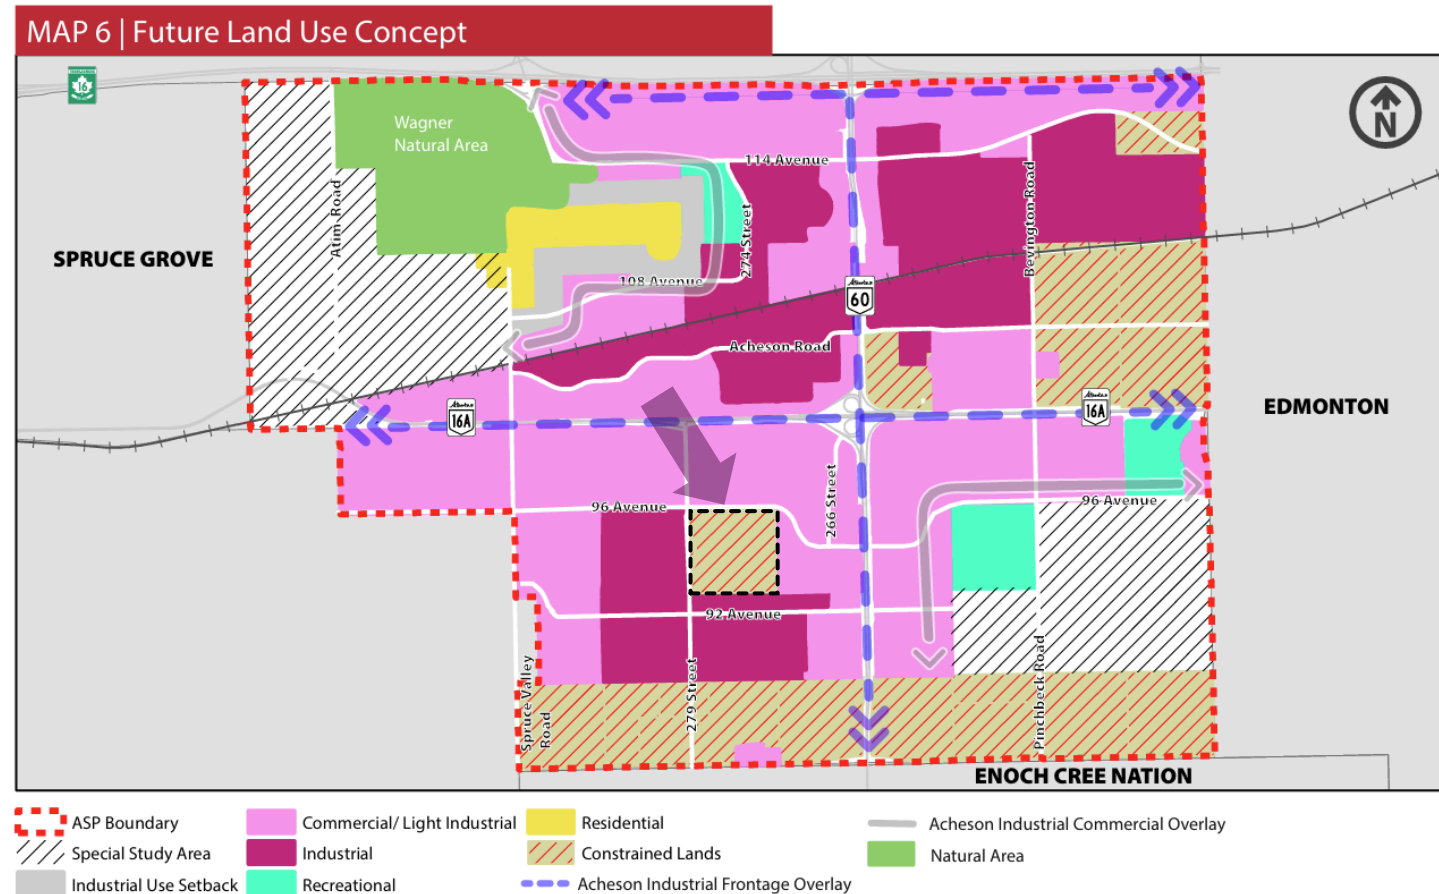 MAP 6 | Future Land Use Concept
16
N
Wagner
Natural Area
114 Avenue
Atim Road
274 Street
Bevington Road
SPRUCE GROVE
108 Avenue
Alberta
60
Acheson Road
Alberta
16A
Alberta
16A
EDMONTON
96 Avenue
266 Street
96 Avenue
92 Avenue
Spruce Valley
Road
279 Street
Pinchbeck Road
ENOCH CREE NATION
ASP Boundary
Commercial/ Light Industrial
Residential
Acheson Industrial Commercial Overlay
Special Study Area
Industrial
Constrained Lands
Natural Area
Industrial Use Setback
Recreational
Acheson Industrial Frontage Overlay